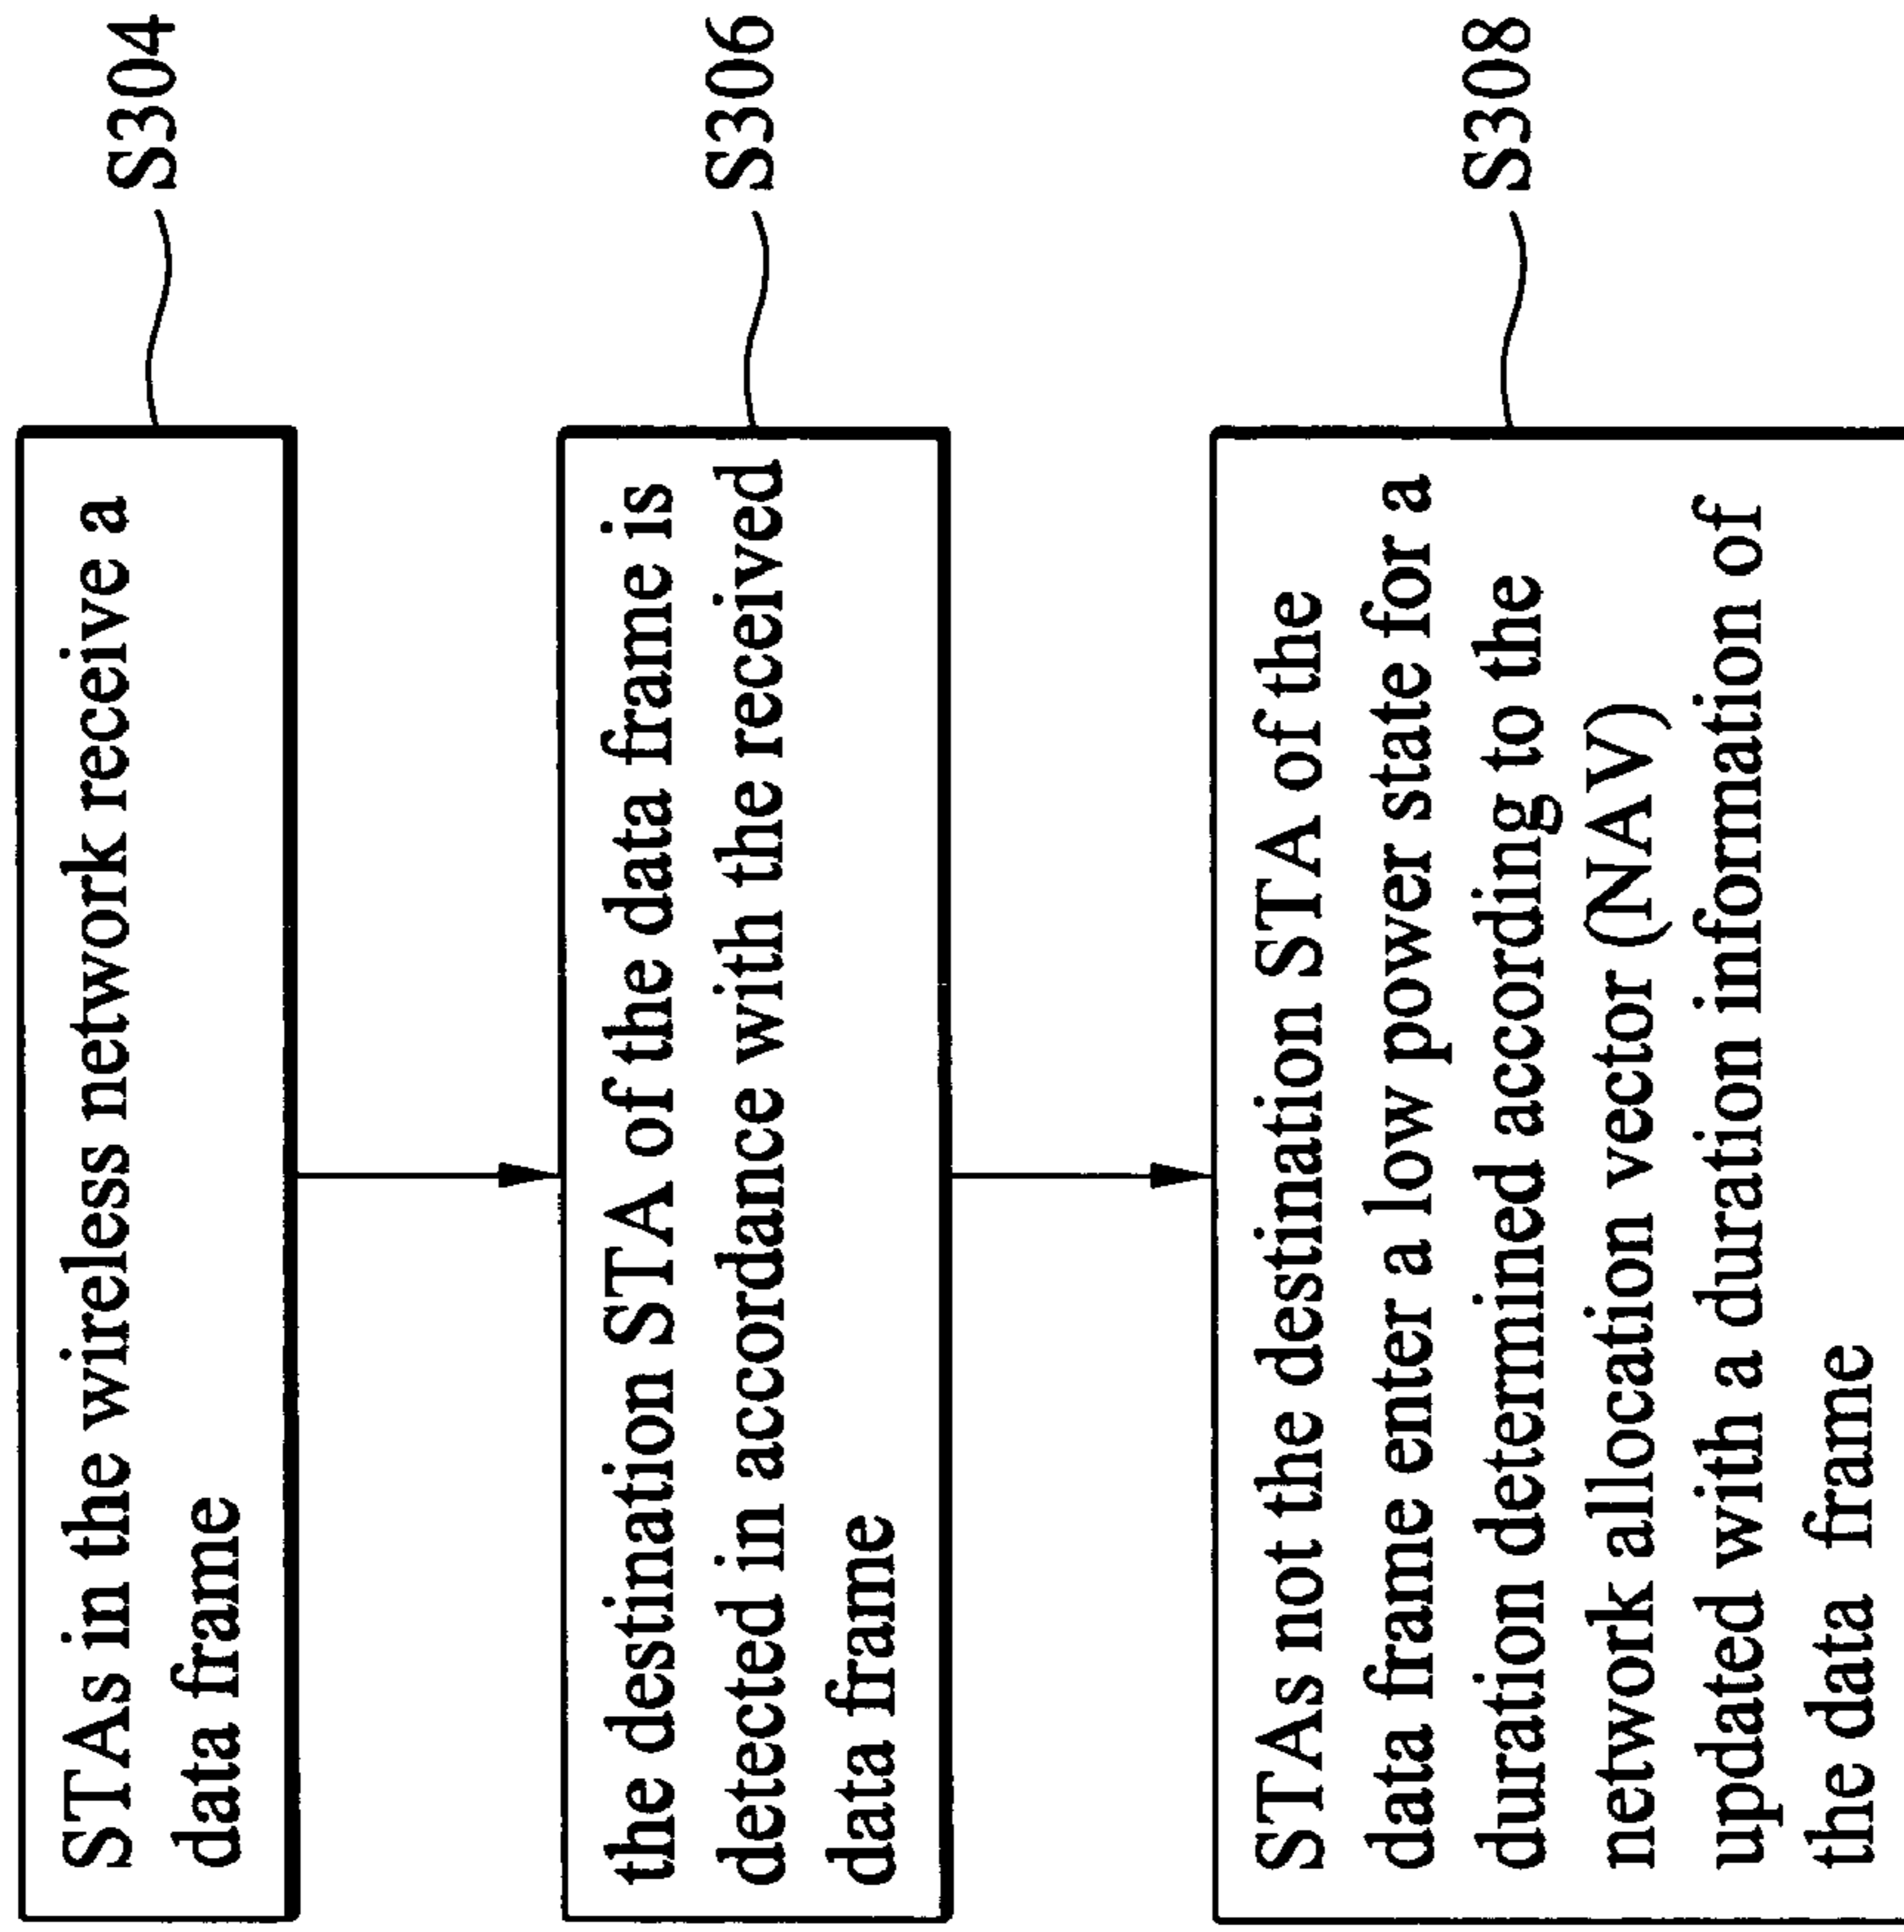 STAs in the wireless network receive a
data frame
S304
the destination STA of the data frame is
detected in accordance with the received
data frame
S306
STAs not the destination STA of the
data frame enter a low power state for a
duration determined according to the
network allocation vector (NAV)
updated with a duration information of
the data frame
S308